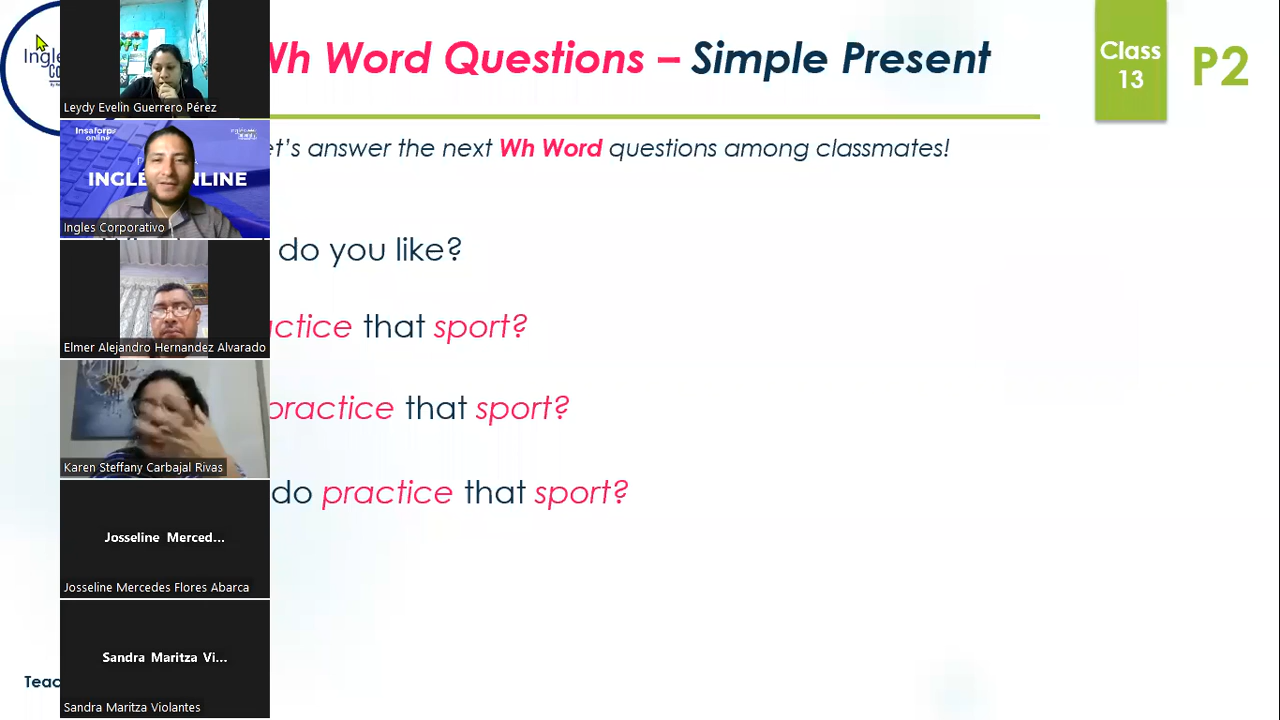 Wh Word Questions – Simple Present
Class
13
P2
Leydy Evelin Guerrero Pérez
Insaforp
online
INGL NLINE
Ingles Corporativo
et's answer the next Wh Word questions among classmates!
do you like?
Elmer Alejandro Hernandez Alvarado
actice that sport?
practice that sport?
Karen Steffany Carbajal Rivas
do practice that sport?
Josseline Merced...
Josseline Mercedes Flores Abarca
Sandra Maritza Vi...
Teac
Sandra Maritza Violantes